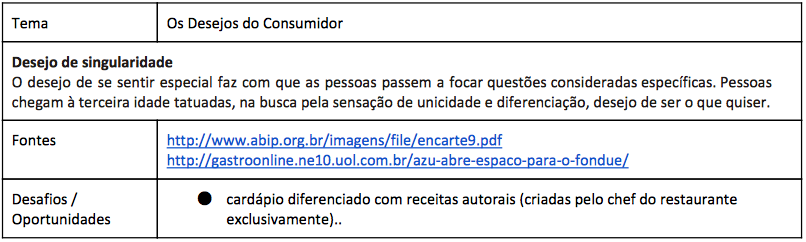 Tema Os Desejos do Consumidor
Desejo de singularidade
O desejo de se sentir especial faz com que as pessoas passem a focar questões consideradas específicas. Pessoas
chegam à terceira idade tatuadas, na busca pela sensação de unicidade e diferenciação, desejo de ser o que quiser.
Fontes http://www.abip.org.br/imagens/file/encarte9.pdf
http://gastroonline.ne10.uol.com.br/azu-abre-espaco-para-o-fondue/
Desafios / ● cardápio diferenciado com receitas autorais (criadas pelo chef do restaurante
Oportunidades exclusivamente)..